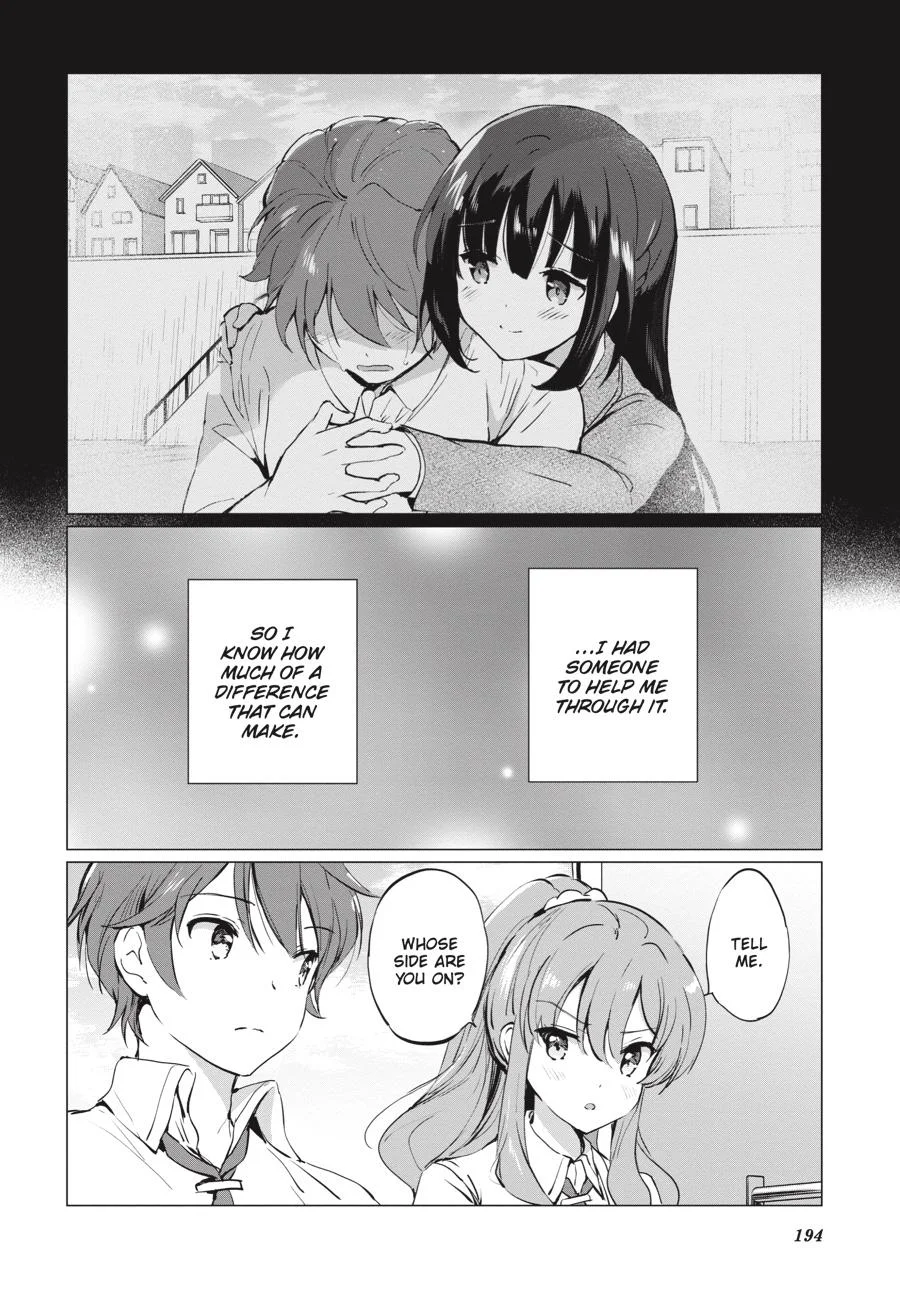 ...I HAD
SOMEONE
TO HELP ME
THROUGH IT.
SO I
KNOW HOW
MUCH OF A
DIFFERENCE
THAT CAN
MAKE.
TELL
ME.
WHOSE
SIDE ARE
YOU ON?
194